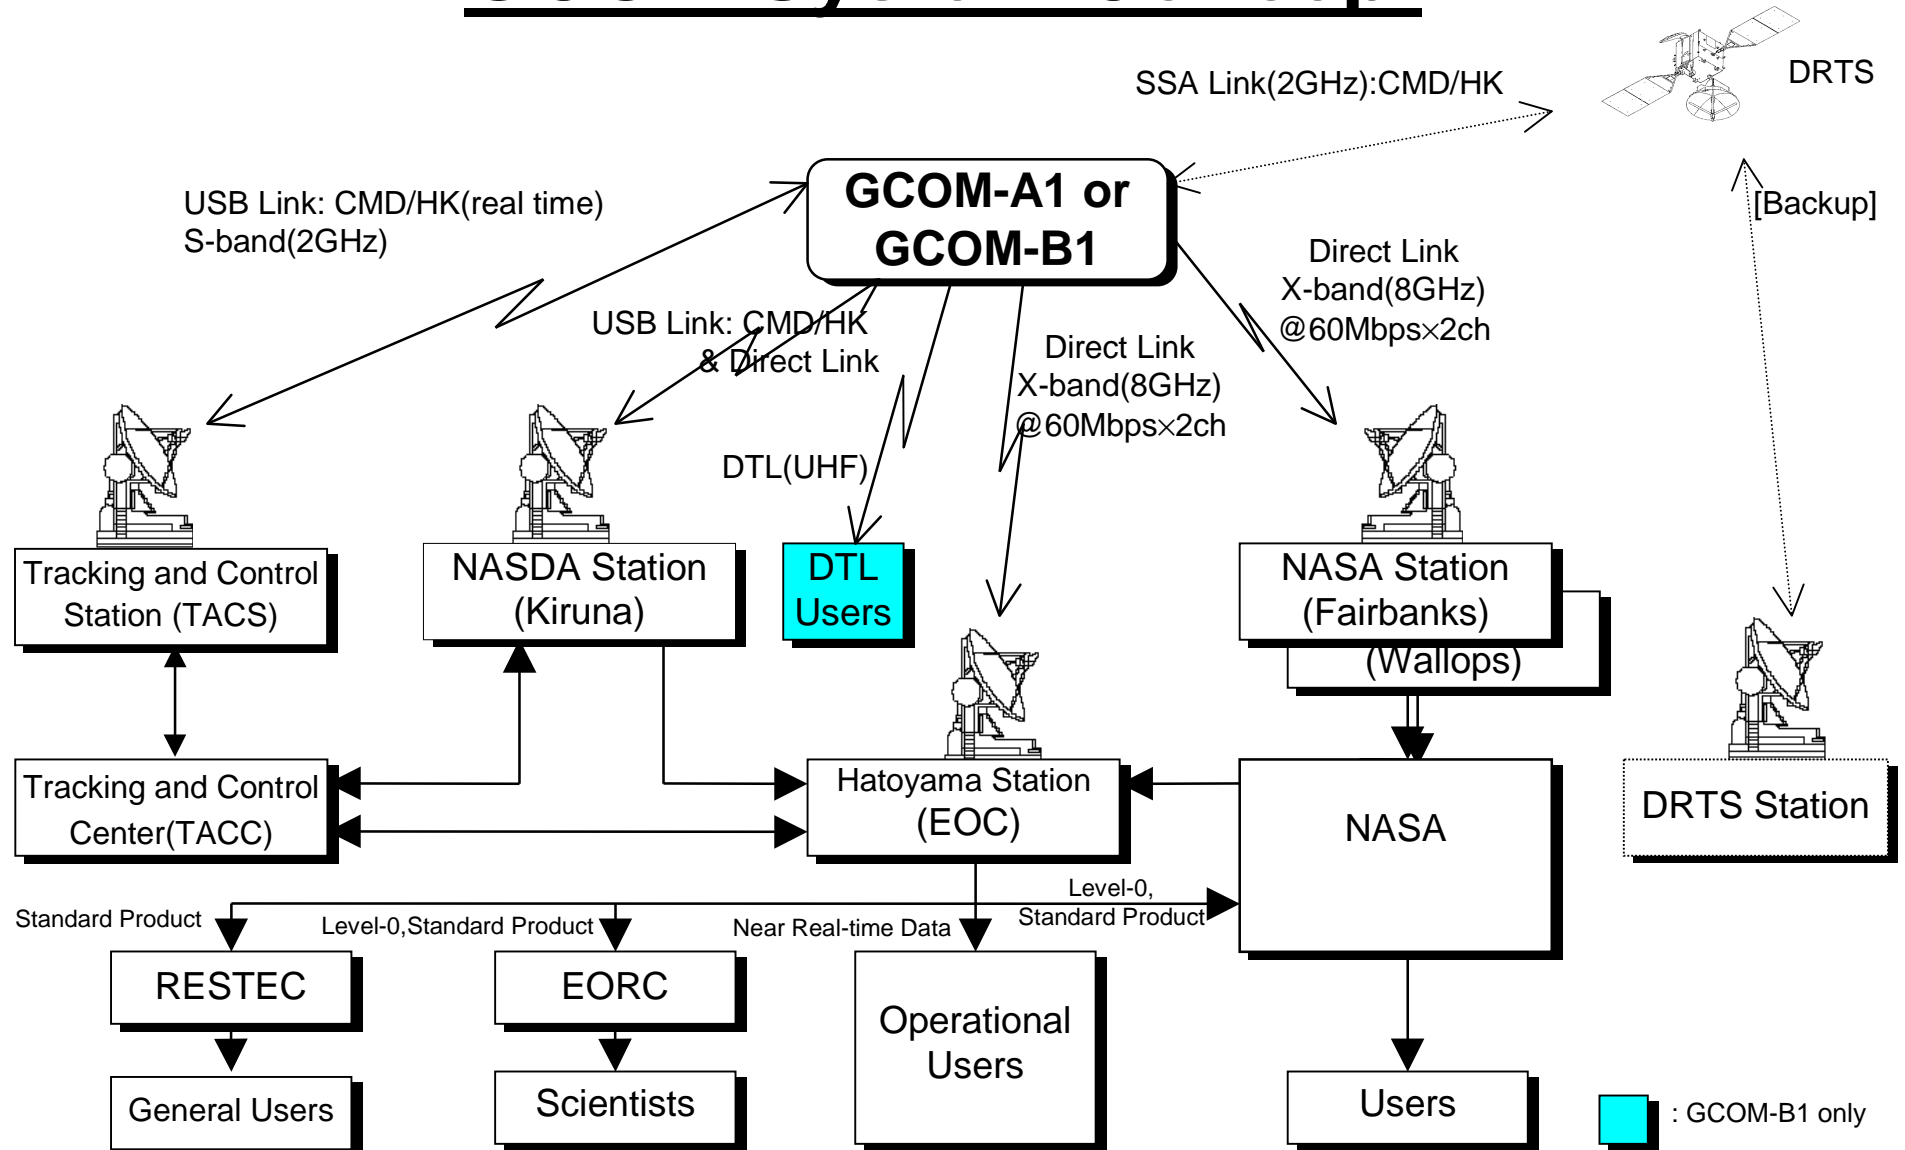 DRTS
SSA Link(2GHz):CMD/HK
GCOM-A1 or
GCOM-B1
USB Link: CMD/HK(real time)
S-band(2GHz)
[Backup]
Direct Link
X-band(8GHz)
@60Mbps×2ch
USB Link: CMD/HK
& Direct Link
Direct Link
X-band(8GHz)
@60Mbps×2ch
DTL(UHF)
Tracking and Control
Station (TACS)
NASDA Station
(Kiruna)
DTL
Users
NASA Station
(Fairbanks)
(Wallops)
Tracking and Control
Center(TACC)
Hatoyama Station
(EOC)
NASA
DRTS Station
Standard Product
Level-0,Standard Product
Near Real-time Data
Level-0,
Standard Product
RESTEC
EORC
Operational
Users
General Users
Scientists
Users
: GCOM-B1 only